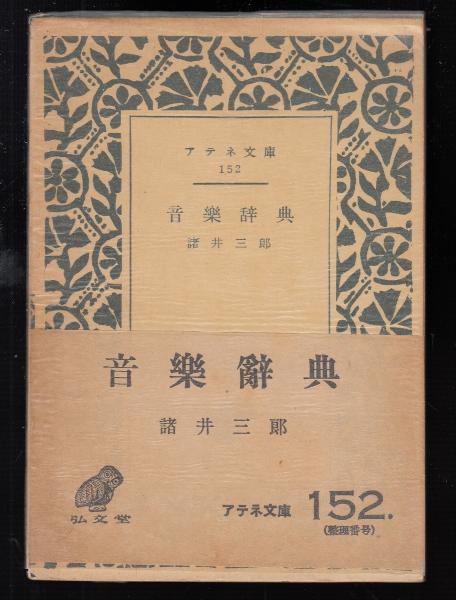 アテネ文庫
152
音樂辞典
諸井三郎
音樂辭典
諸井三郎
弘文堂
アテネ文庫 152.
(整理番号)